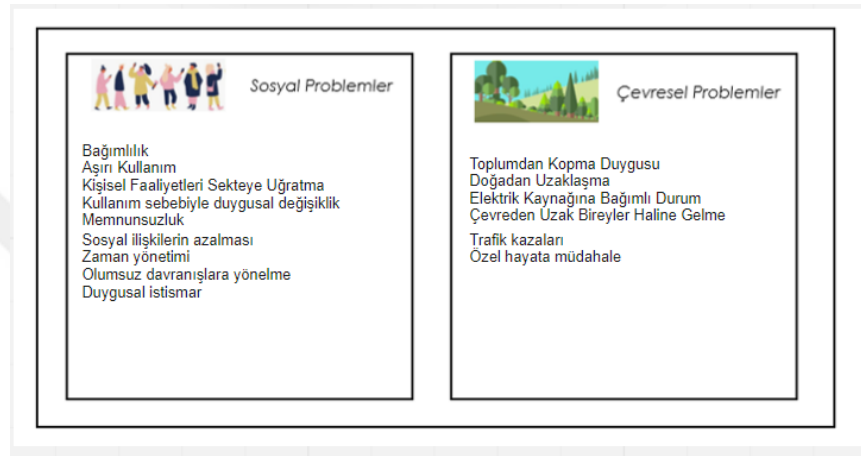 Sosyal Problemler
Bağımlılık
Aşırı Kullanım
Kişisel Faaliyetleri Sekteye Uğratma
Kullanım sebebiyle duygusal değişiklik
Memnunsuzluk
Sosyal ilişkilerin azalması
Zaman yönetimi
Olumsuz davranışlara yönelme
Duygusal istismar
Çevresel Problemler
Toplumdan Kopma Duygusu
Doğadan Uzaklaşma
Elektrik Kaynağına Bağımlı Durum
Çevreden Uzak Bireyler Haline Gelme
Trafik kazaları
Özel hayata müdahale